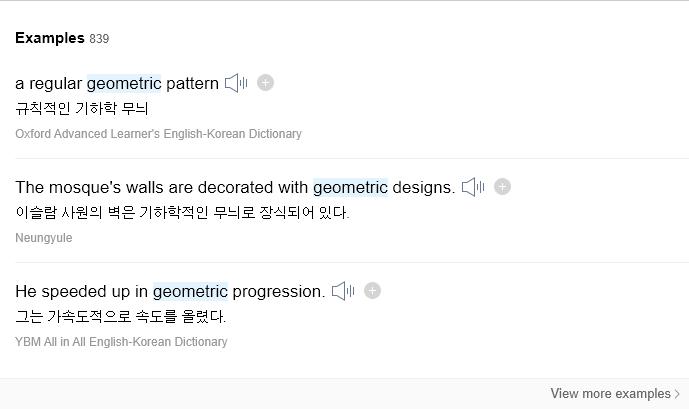 Examples 839
a regular geometric pattern
규칙적인 기하학 무늬
Oxford Advanced Learner's English-Korean Dictionary
The mosque's walls are decorated with geometric designs.
이슬람 사원의 벽은 기하학적인 무늬로 장식되어 있다.
Neungyule
He speeded up in geometric progression.
그는 가속도적으로 속도를 올렸다.
YBM All in All English-Korean Dictionary
View more examples